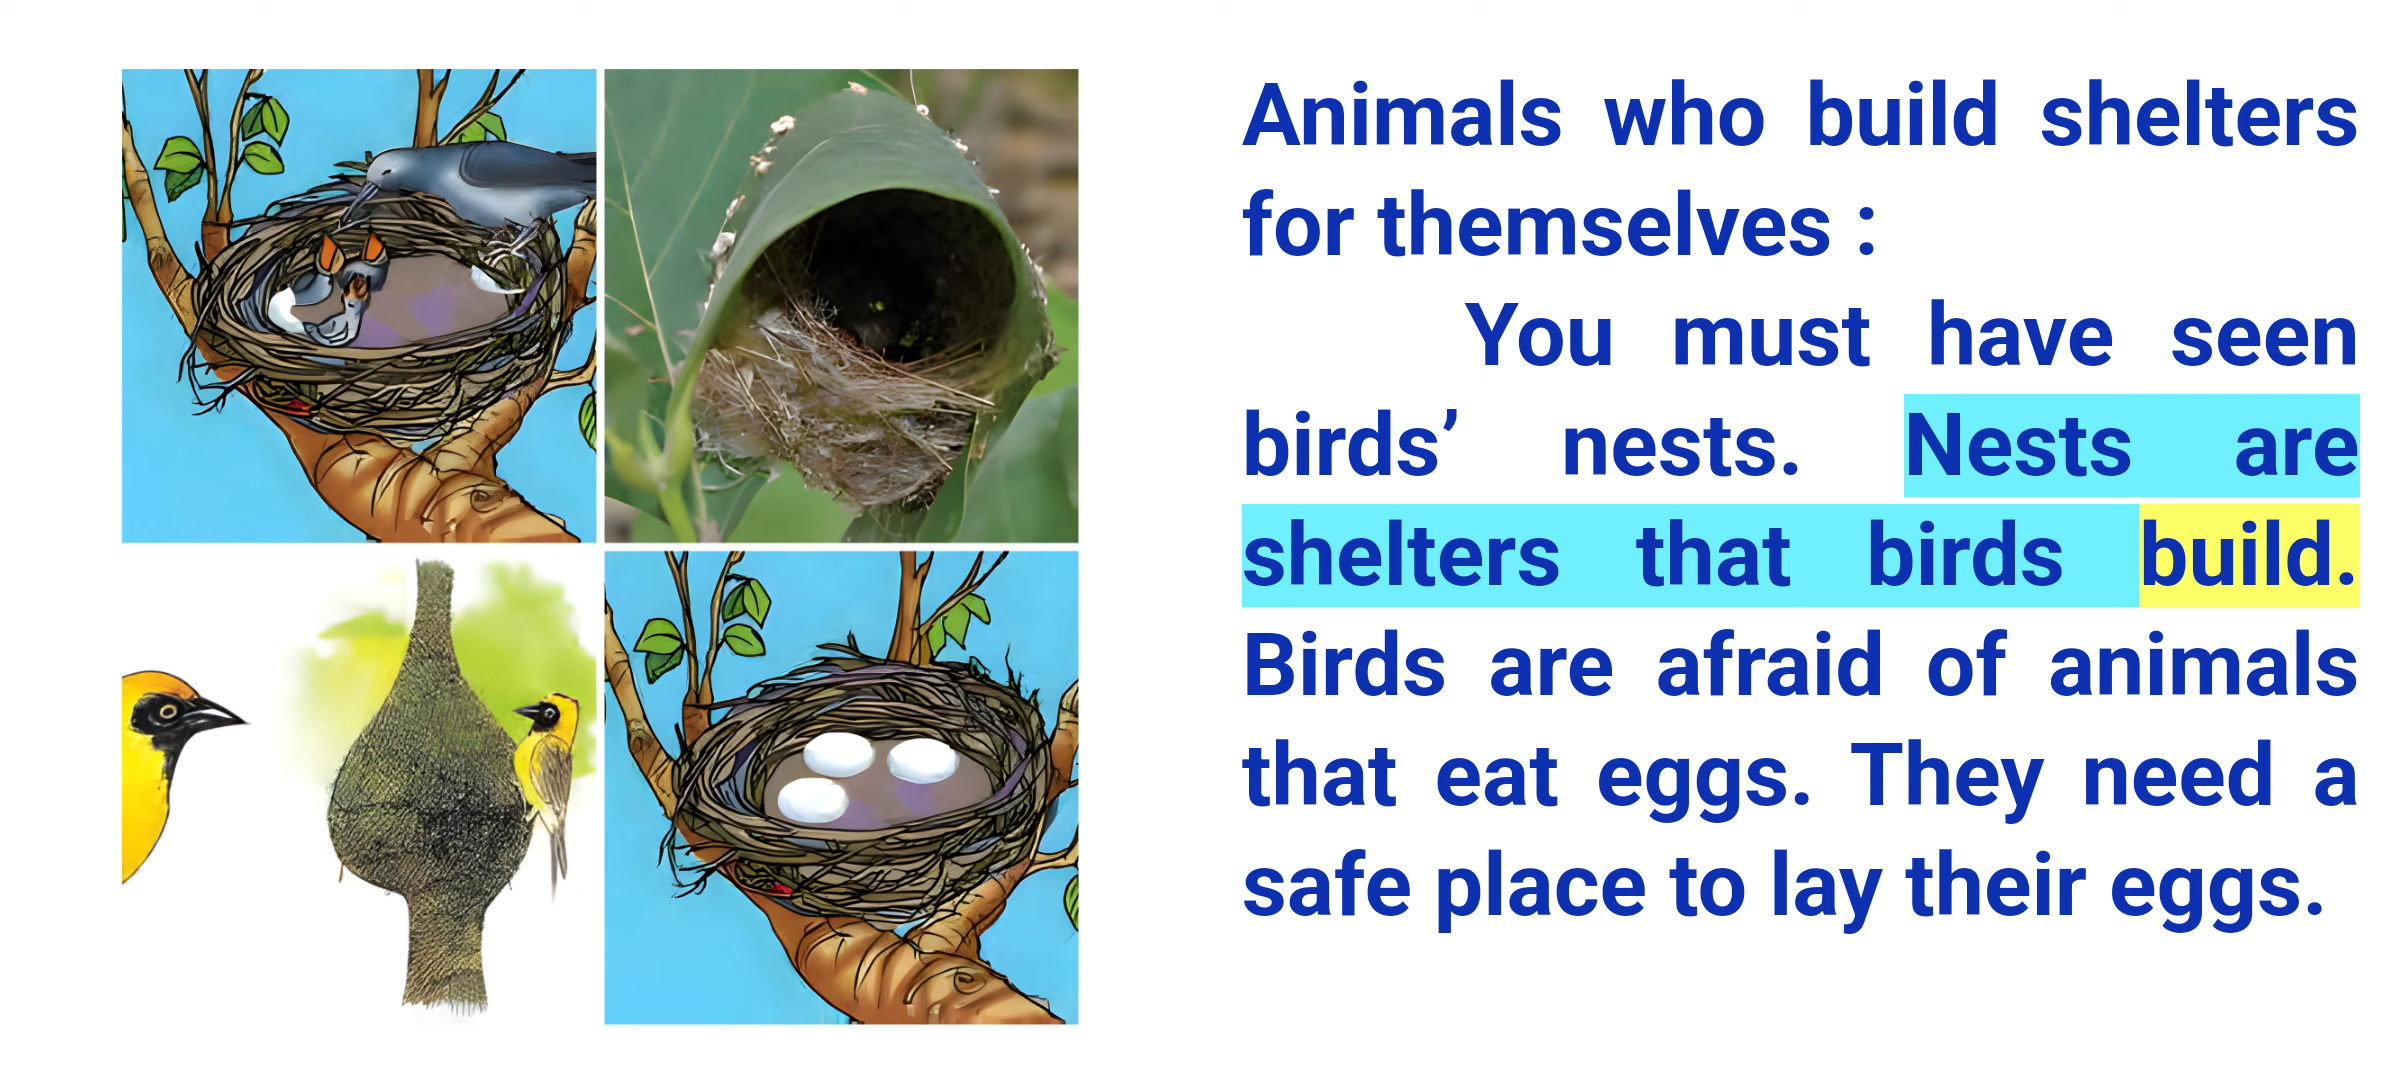 Animals who build shelters
for themselves :
You must have seen
birds’ nests. Nests are
shelters that birds build.
Birds are afraid of animals
that eat eggs. They need a
safe place to lay their eggs.